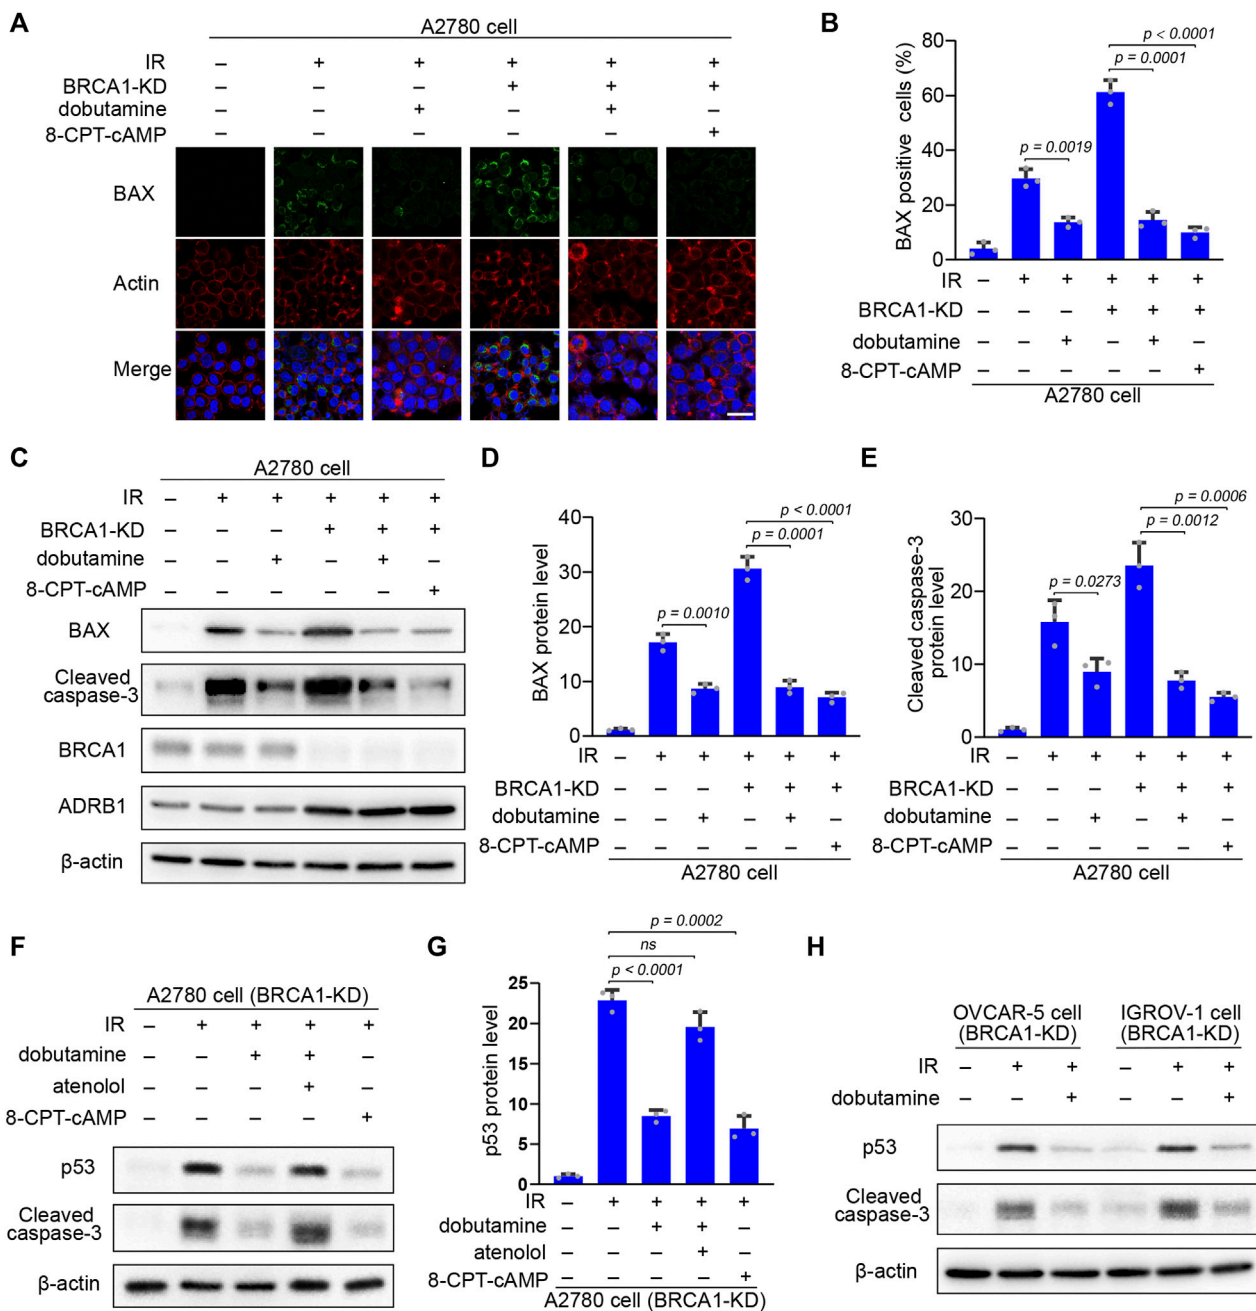 A
A2780 cell
IR – + + + + +
BRCA1-KD – – – + + +
dobutamine – – + – + –
8-CPT-cAMP – – – – – +
BAX
Actin
Merge
B
BAX positive cells (%)
80
60
40
20
0
p = 0.0019
p < 0.0001
p = 0.0001
IR – + + + + +
BRCA1-KD – – – + + +
dobutamine – – + – + –
8-CPT-cAMP – – – – – +
A2780 cell
C
A2780 cell
IR – + + + + +
BRCA1-KD – – – + + +
dobutamine – – + – + –
8-CPT-cAMP – – – – – +
BAX
Cleaved
caspase-3
BRCA1
ADRB1
β-actin
D
BAX protein level
40
30
20
10
0
p = 0.0010
p < 0.0001
p = 0.0001
IR – + + + + +
BRCA1-KD – – – + + +
dobutamine – – + – + –
8-CPT-cAMP – – – – – +
A2780 cell
E
Cleaved caspase-3
protein level
30
20
10
0
p = 0.0273
p = 0.0006
p = 0.0012
IR – + + + + +
BRCA1-KD – – – + + +
dobutamine – – + – + –
8-CPT-cAMP – – – – – +
A2780 cell
F
A2780 cell (BRCA1-KD)
IR – + + + +
dobutamine – – + + –
atenolol – – – + –
8-CPT-cAMP – – – – +
p53
Cleaved
caspase-3
β-actin
G
p53 protein level
25
20
15
10
5
0
p = 0.0002
ns
p < 0.0001
IR – + + + +
dobutamine – – + + –
atenolol – – – + –
8-CPT-cAMP – – – – +
A2780 cell (BRCA1-KD)
H
OVCAR-5 cell
(BRCA1-KD)
IGROV-1 cell
(BRCA1-KD)
IR – + + – + +
dobutamine – – + – – +
p53
Cleaved
caspase-3
β-actin